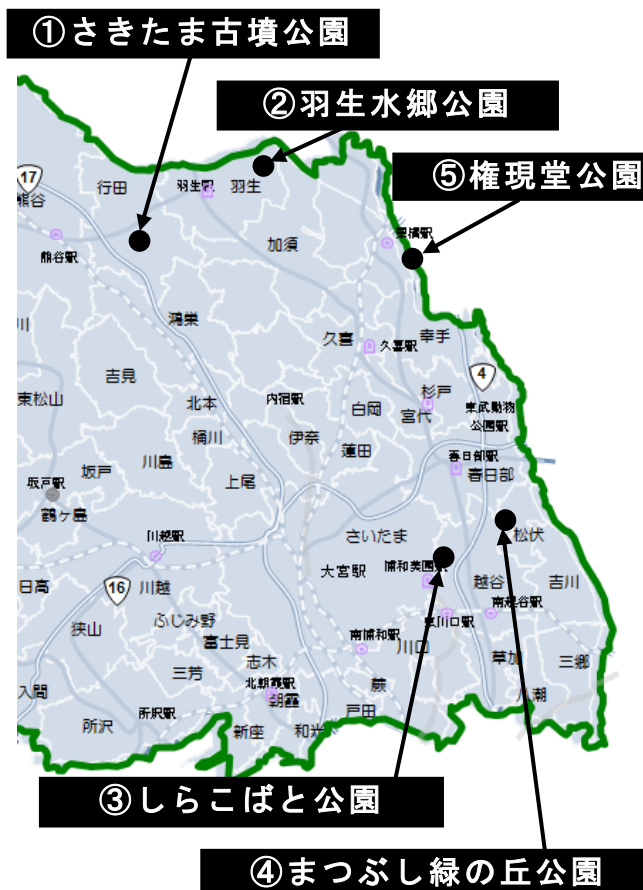 ①さきたま古墳公園
②羽生水郷公園
⑤権現堂公園
17
熊谷
行田
羽生駅
羽生
熊谷駅
加須
栗橋駅
鴻巣
久喜
久喜駅
幸手
4
川
吉見
東松山
北本
内宿駅
白岡
杉戸
宮代
東武動物
公園駅
桶川
伊奈
蓮田
春日部駅
春日部
坂戸駅
坂戸
川島
上尾
鶴ヶ島
川越駅
さいたま
松伏
大宮駅
浦和美園駅
越谷
吉川
日高
16
川越
ふじみ野
南越谷駅
東川口駅
狭山
富士見
南浦和駅
川口
三芳
志木
草加
三郷
入間
北朝霞駅
朝霞
蕨
八潮
所沢駅
所沢
戸田
新座
和光
③しらこばと公園
④まつぶし緑の丘公園